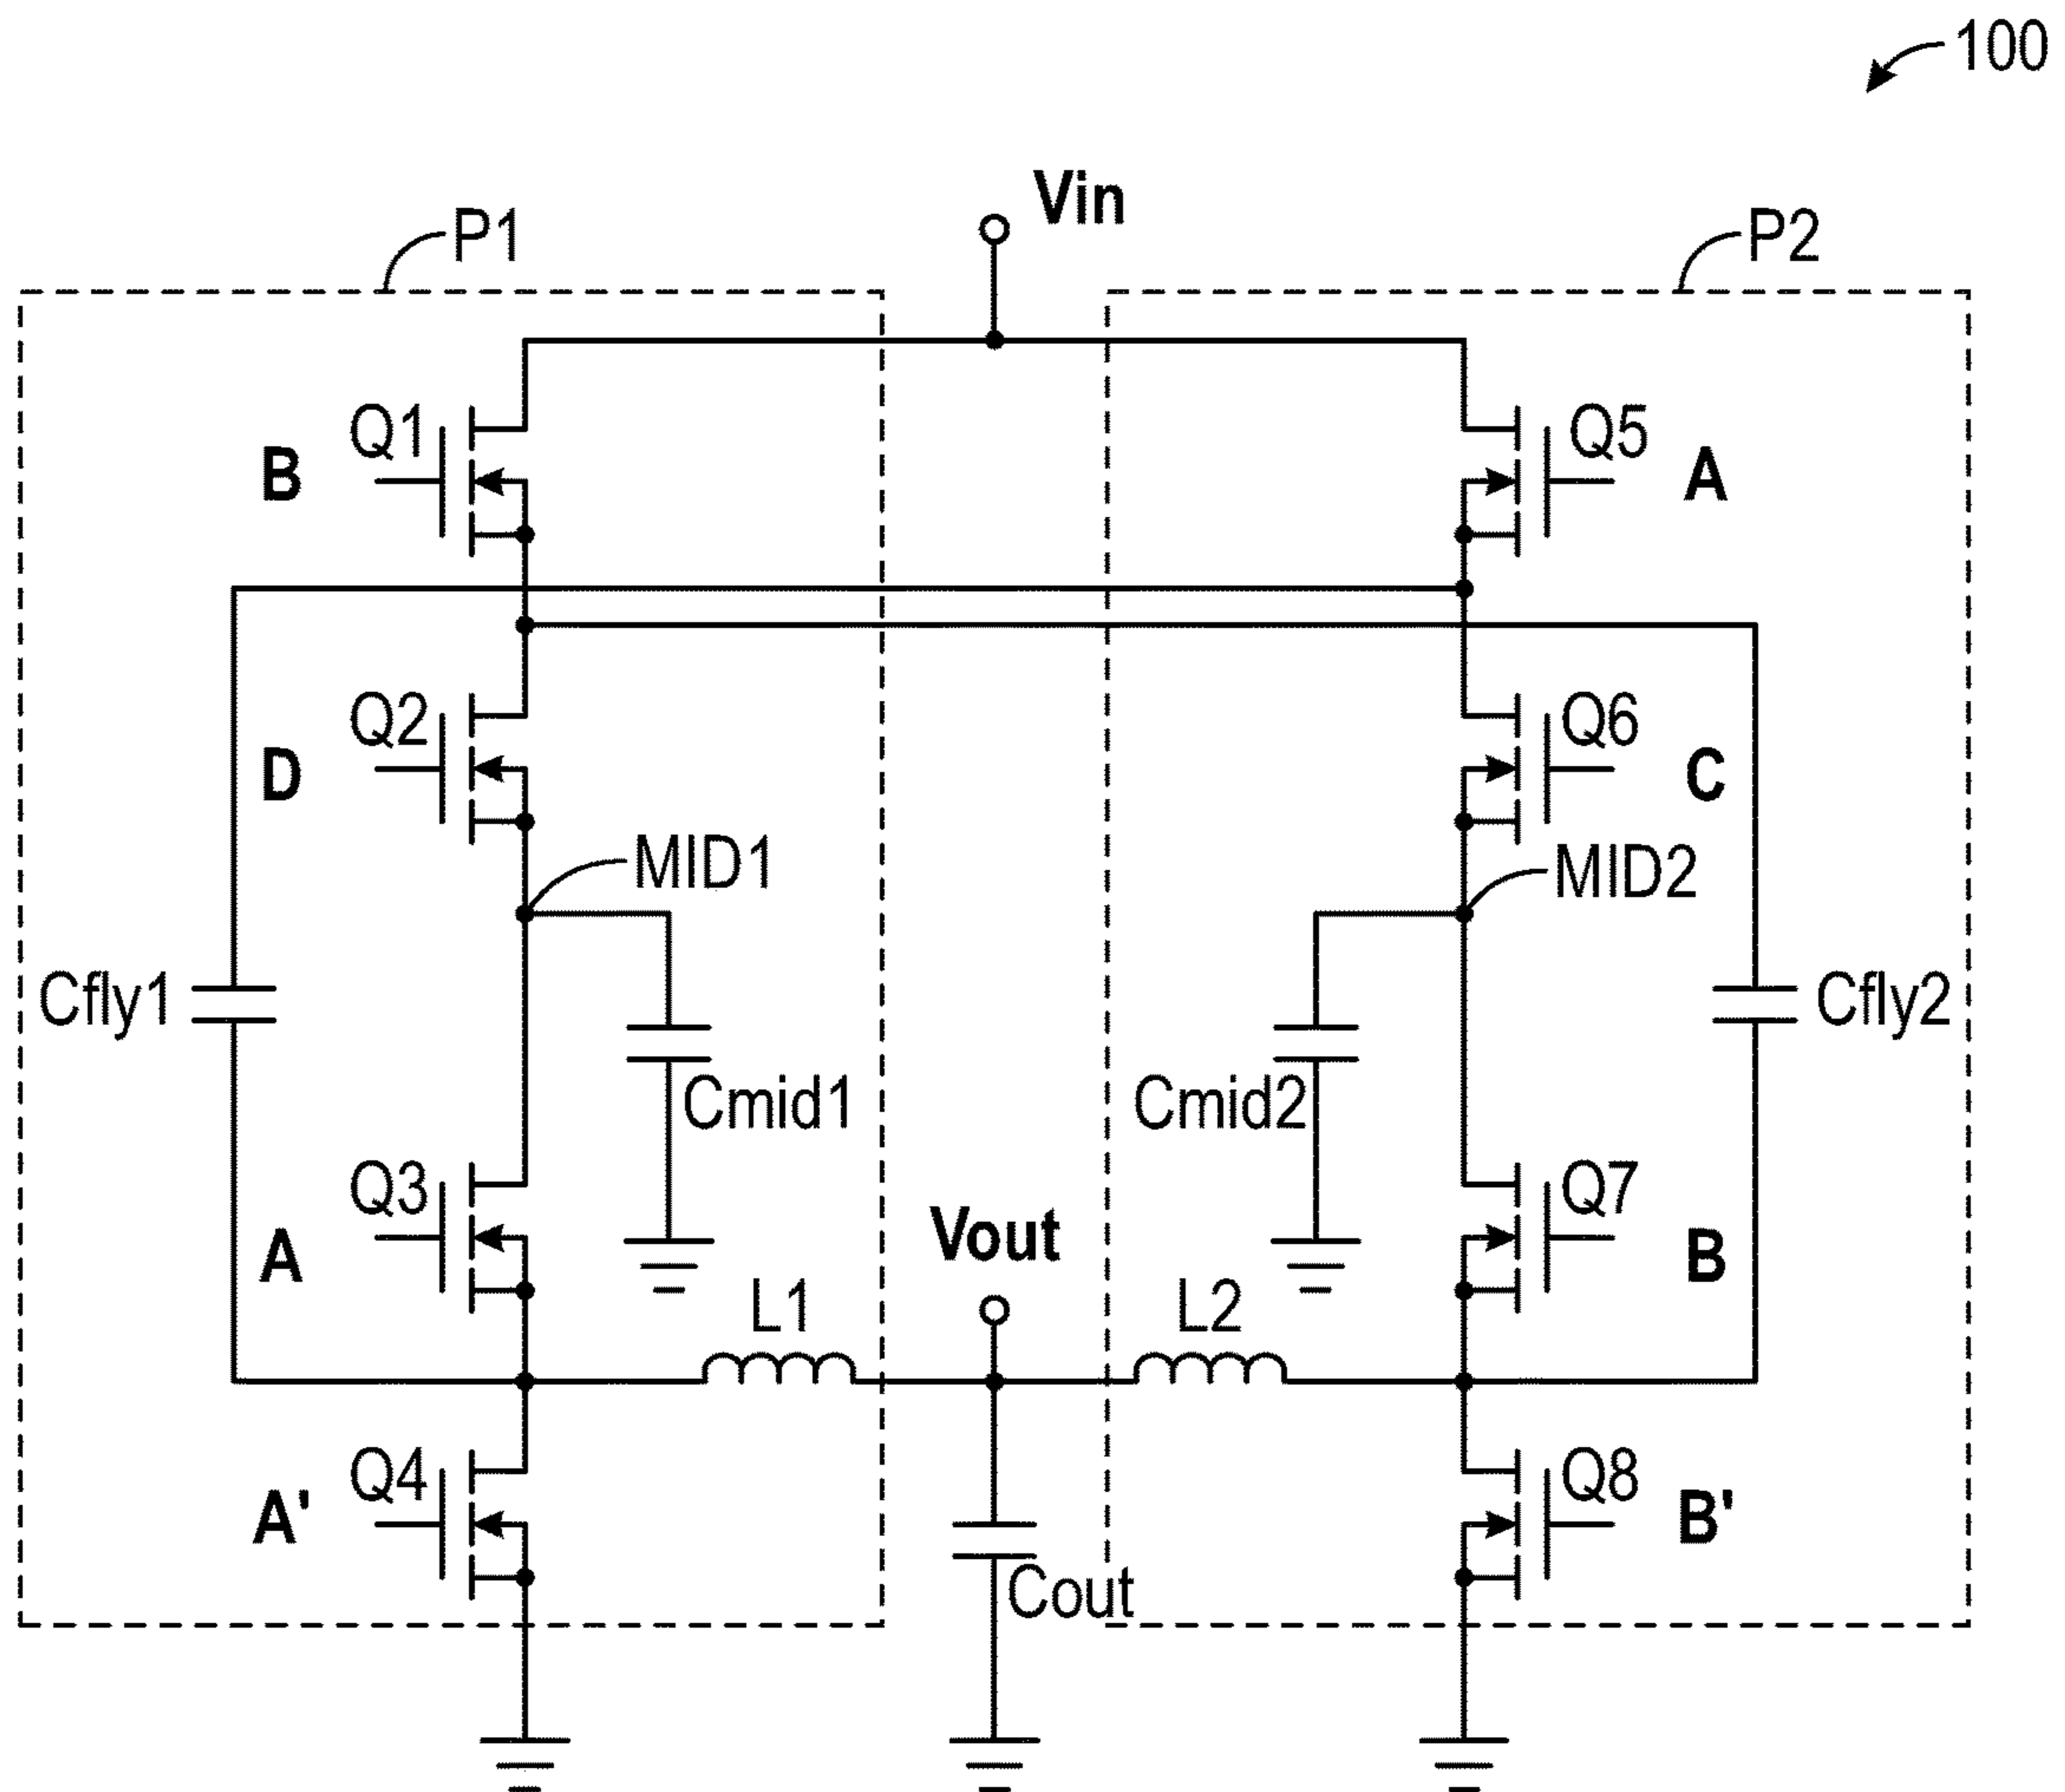 100
Vin
P1
P2
Q1
B
Q5
A
Q2
D
Q6
C
MID1
MID2
Cfly1
Cfly2
Cmid1
Cmid2
Q3
A
Q7
B
Vout
L1
L2
Q4
A'
Q8
B'
Cout